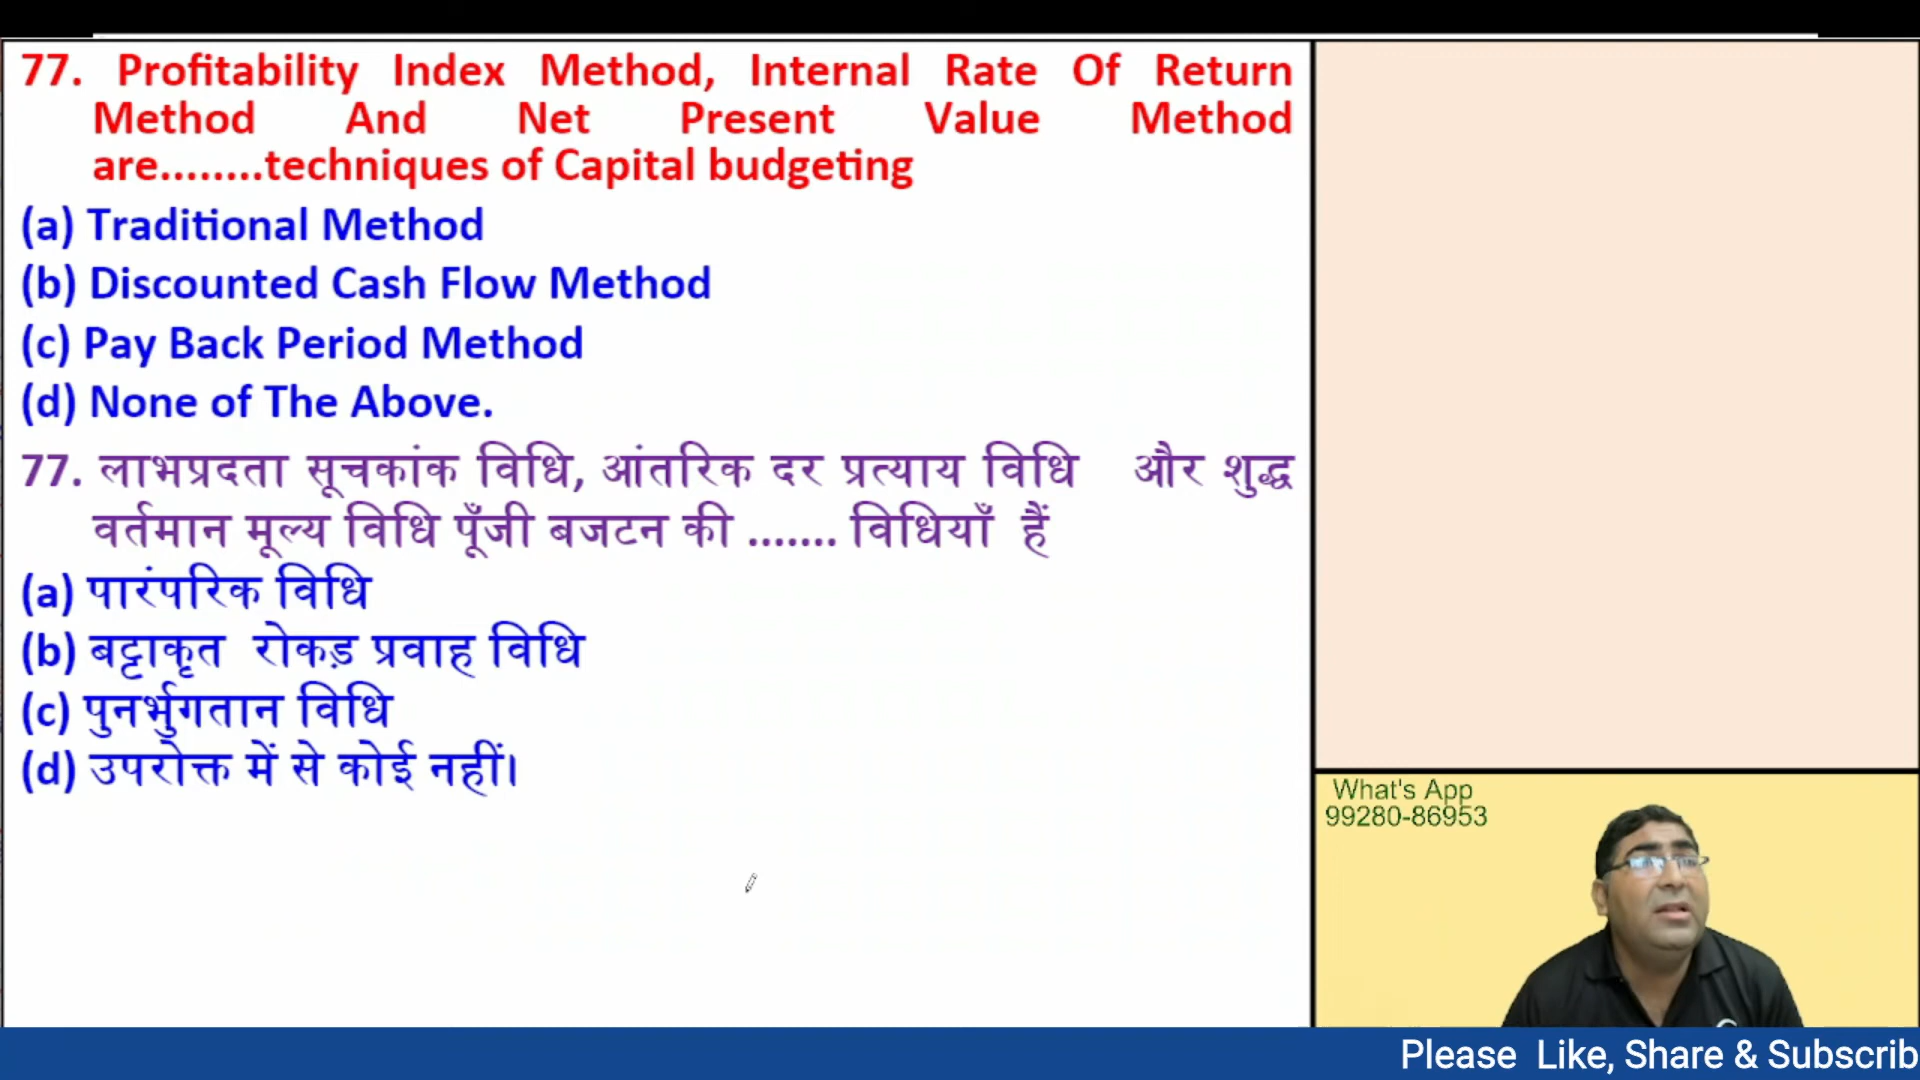 77. Profitability Index Method, Internal Rate Of Return
Method And Net Present Value Method
are........techniques of Capital budgeting
(a) Traditional Method
(b) Discounted Cash Flow Method
(c) Pay Back Period Method
(d) None of The Above.
77. लाभप्रदता सूचकांक विधि, आंतरिक दर प्रत्याय विधि और शुद्ध
वर्तमान मूल्य विधि पूँजी बजटन की ....... विधियाँ हैं
(a) पारंपरिक विधि
(b) बट्टाकृत रोकड़ प्रवाह विधि
(c) पुनर्भुगतान विधि
(d) उपरोक्त में से कोई नहीं।
What's App
99280-86953
Please Like, Share & Subscrib